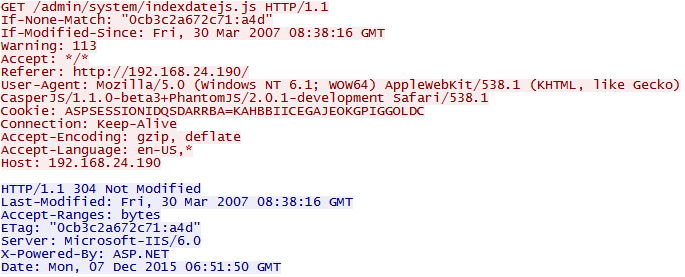 GET /admin/system/indexdatejs.js HTTP/1.1
If-None-Match: "0cb3c2a672c71:a4d"
If-Modified-Since: Fri, 30 Mar 2007 08:38:16 GMT
Warning: 113
Accept: */*
Referer: http://192.168.24.190/
User-Agent: Mozilla/5.0 (Windows NT 6.1; WOW64) AppleWebKit/538.1 (KHTML, like Gecko)
CasperJS/1.1.0-beta3+PhantomJS/2.0.1-development Safari/538.1
Cookie: ASPSESSIONIDQSDARRBA=KAHBBIICEGAJEOKGPIGGOLDC
Connection: Keep-Alive
Accept-Encoding: gzip, deflate
Accept-Language: en-US,*
Host: 192.168.24.190
HTTP/1.1 304 Not Modified
Last-Modified: Fri, 30 Mar 2007 08:38:16 GMT
Accept-Ranges: bytes
ETag: "0cb3c2a672c71:a4d"
Server: Microsoft-IIS/6.0
X-Powered-By: ASP.NET
Date: Mon, 07 Dec 2015 06:51:50 GMT